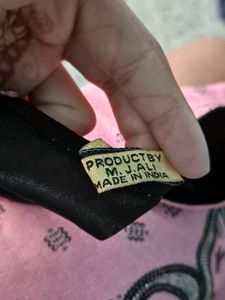 PRODUCT BY
M. J. ALI
MADE IN INDIA